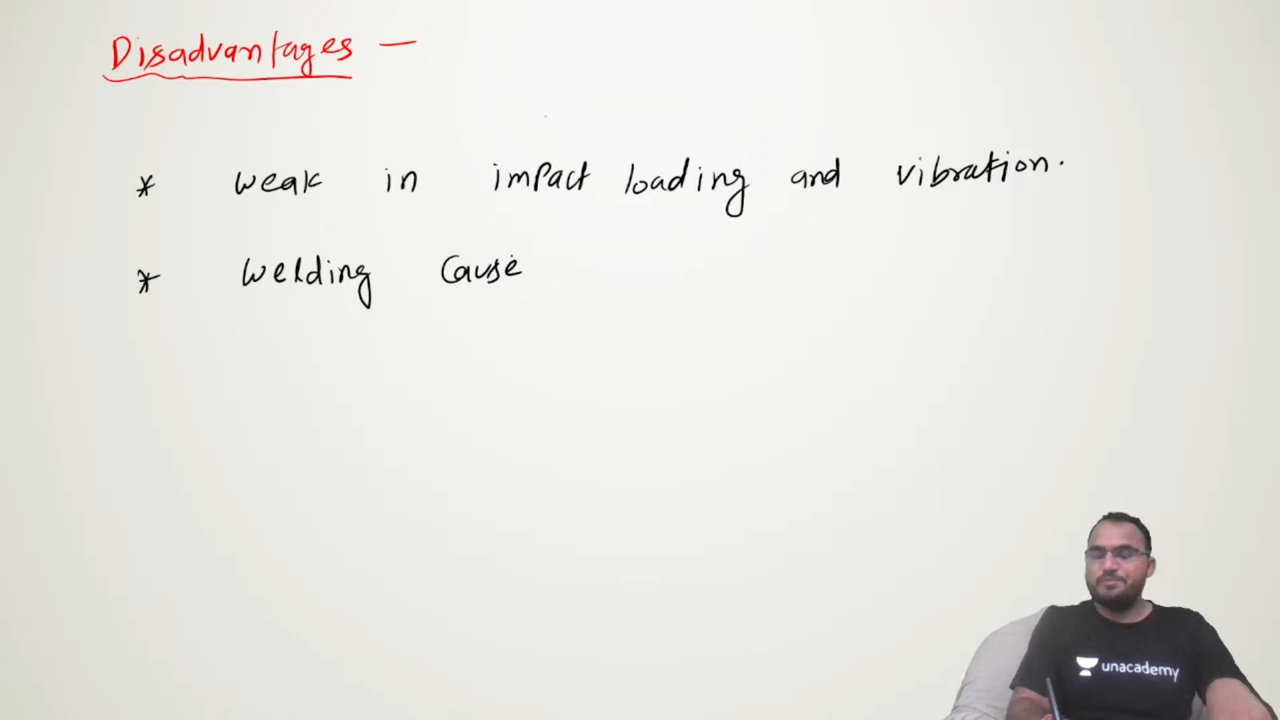 Disadvantages -
* weak in impact loading and vibration.
* welding cause
unacademy